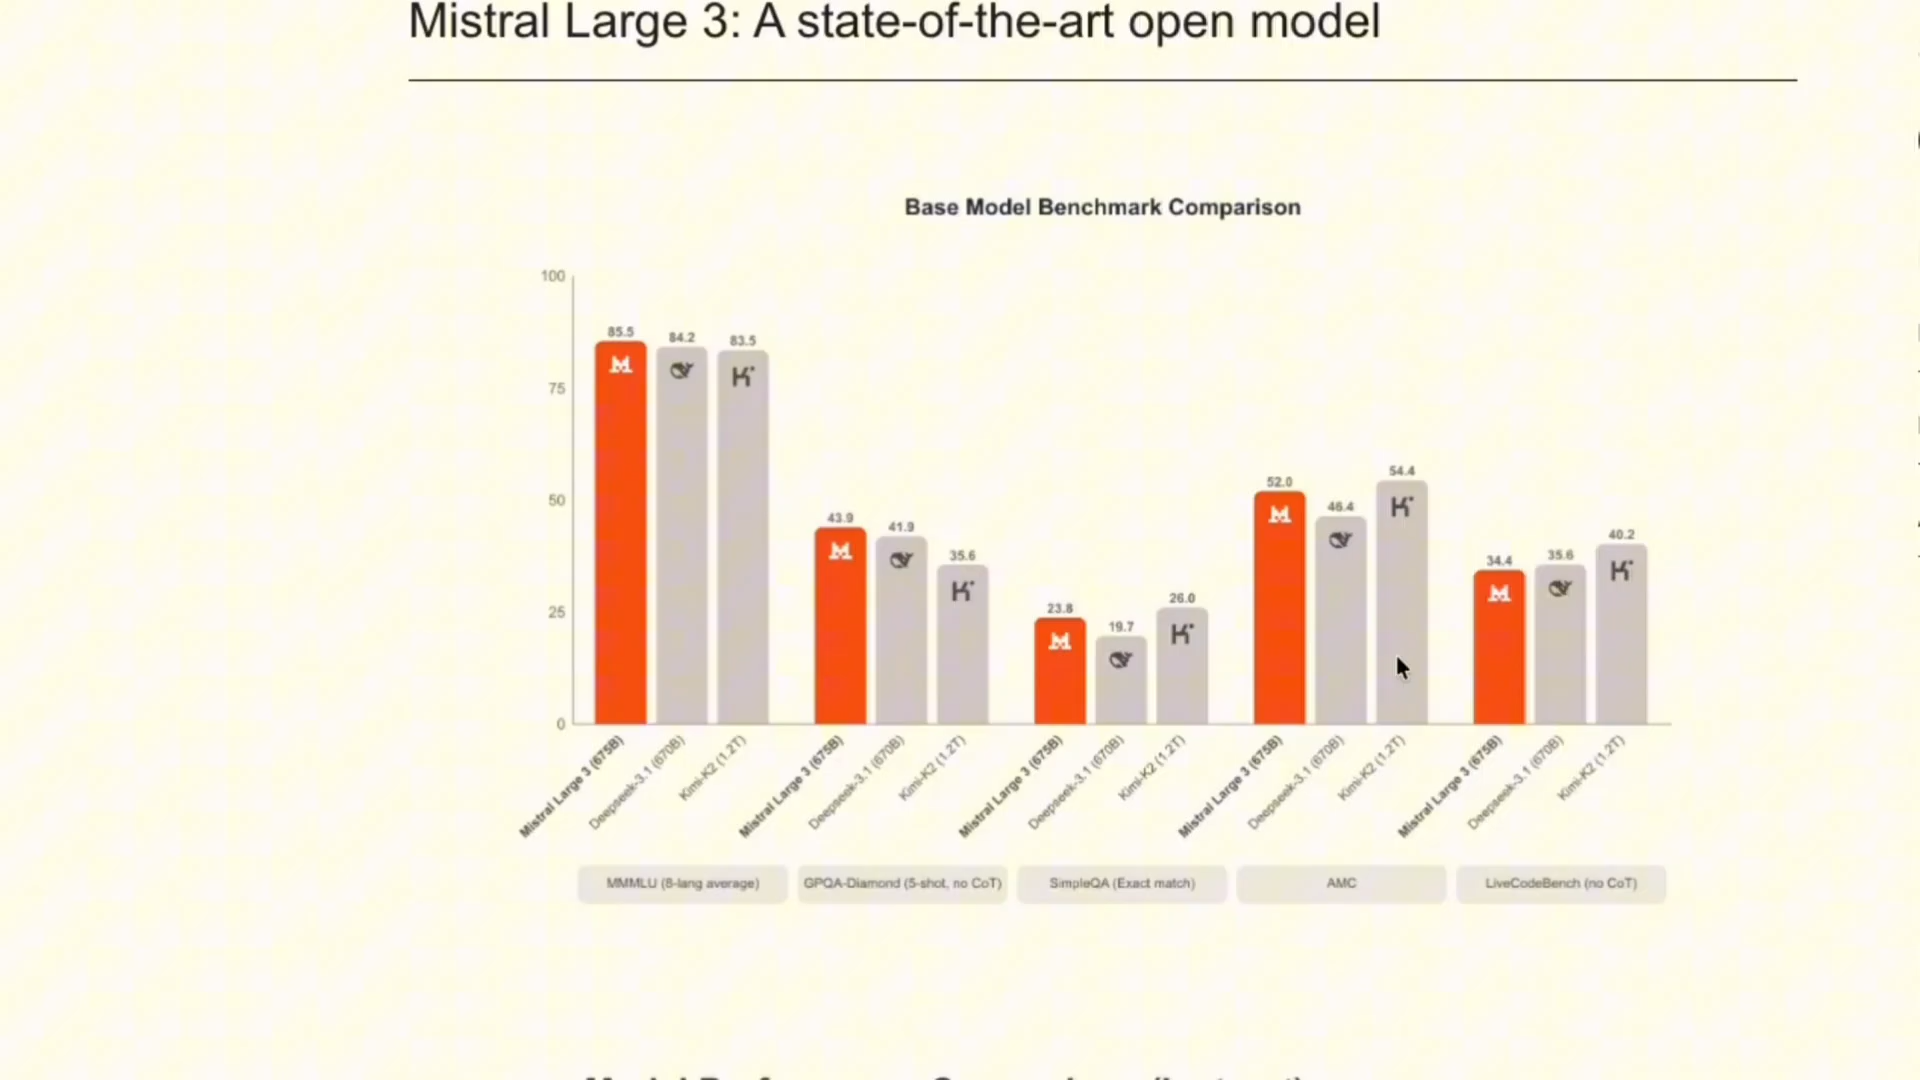 Mistral Large 3: A state-of-the-art open model
Base Model Benchmark Comparison
100
75
50
25
0
85.5
84.2
83.5
43.9
41.9
35.6
23.8
19.7
26.0
52.0
46.4
54.4
34.4
35.6
40.2
Mistral Large 3 (675B)
Deepseek-3.1 (670B)
Kimi-K2 (1.2T)
Mistral Large 3 (675B)
Deepseek-3.1 (670B)
Kimi-K2 (1.2T)
Mistral Large 3 (675B)
Deepseek-3.1 (670B)
Kimi-K2 (1.2T)
Mistral Large 3 (675B)
Deepseek-3.1 (670B)
Kimi-K2 (1.2T)
Mistral Large 3 (675B)
Deepseek-3.1 (670B)
Kimi-K2 (1.2T)
MMMLU (8-lang average)
GPQA-Diamond (5-shot, no CoT)
SimpleQA (Exact match)
AMC
LiveCodeBench (no CoT)